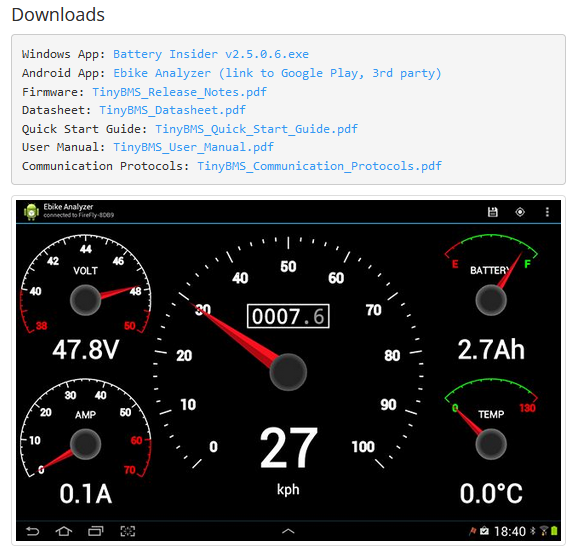 Downloads
Windows App: Battery Insider v2.5.0.6.exe
Android App: Ebike Analyzer (link to Google Play, 3rd party)
Firmware: TinyBMS_Release_Notes.pdf
Datasheet: TinyBMS_Datasheet.pdf
Quick Start Guide: TinyBMS_Quick_Start_Guide.pdf
User Manual: TinyBMS_User_Manual.pdf
Communication Protocols: TinyBMS_Communication_Protocols.pdf
Ebike Analyzer
connected to FireFly-8DB9
38 40 42 44 46 48 50
VOLT
47.8V
0 10 20 30 40 50 60 70
AMP
0.1A
0 10 20 30 40 50 60 70 80 90 100
0007.6
27
kph
E F
BATTERY
2.7Ah
0 130
TEMP
0.0°C
18:40